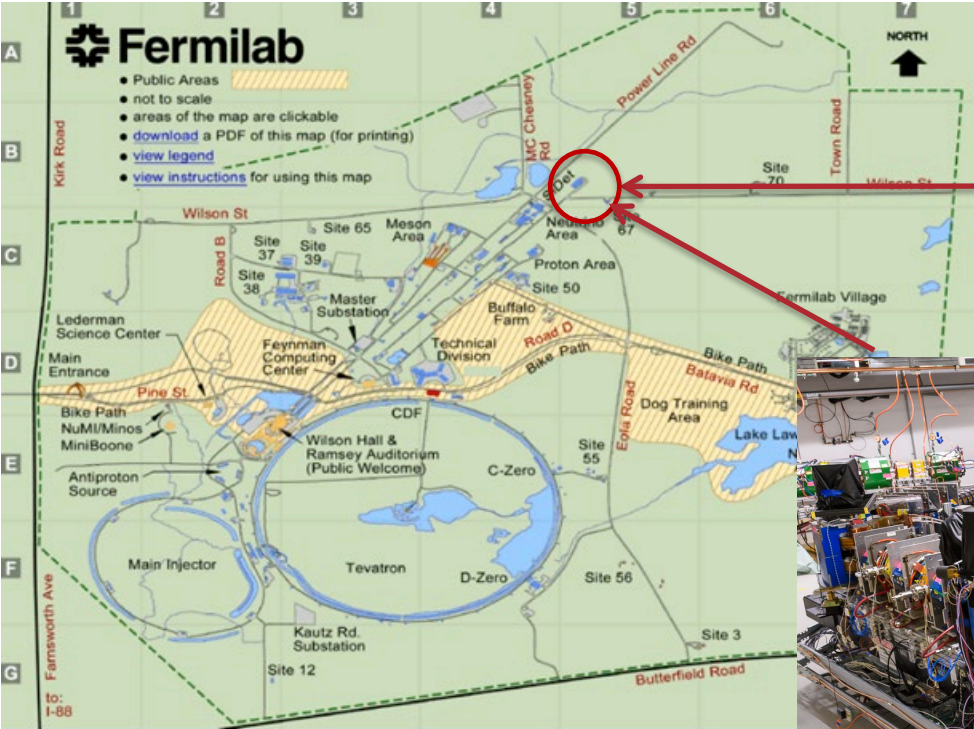 1 2 3 4 5 6 7
A
B
C
D
E
F
G
Fermilab
NORTH
• Public Areas
• not to scale
• areas of the map are clickable
• download a PDF of this map (for printing)
• view legend
• view instructions for using this map
Kirk Road
MC Chesney
Rd
Power Line Rd
Town Road
Site
70
Wilson St
Wilson St
Site 65
Meson
Area
Neutrino
Area
67
Road B
Site
37
Site
39
Site
38
Proton Area
Site 50
Master
Substation
Buffalo
Farm
Fermilab Village
Lederman
Science Center
Feynman
Computing
Center
Technical
Division
Road D
Bike Path
Bike Path
Batavia Rd
Main
Entrance
Pine St
Dog Training
Area
Eola Road
Bike Path
NuMI/Minos
MiniBoone
CDF
Wilson Hall &
Ramsey Auditorium
(Public Welcome)
Site
55
Lake Law
Antiproton
Source
C-Zero
Main Injector
Tevatron
D-Zero
Site 56
Farnsworth Ave
Kautz Rd.
Substation
Site 12
Site 3
Butterfield Road
to:
I-88